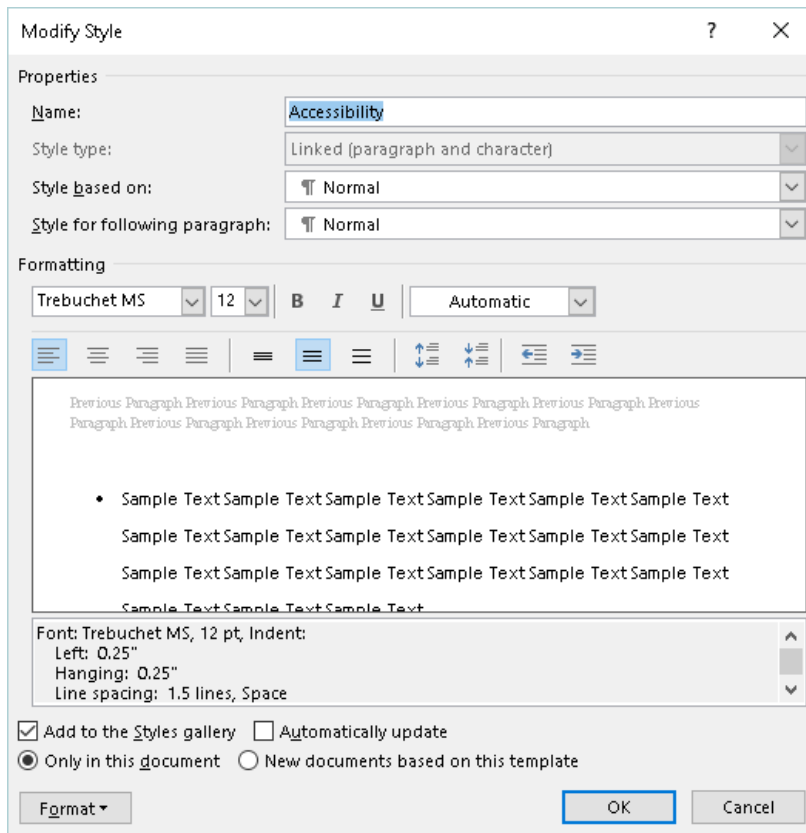 Modify Style ?
Properties
Name: Accessibility
Style type: Linked (paragraph and character)
Style based on: ¶ Normal
Style for following paragraph: ¶ Normal
Formatting
Trebuchet MS 12 B I U Automatic
Previous Paragraph Previous Paragraph Previous Paragraph Previous Paragraph Previous Paragraph Previous
Paragraph Previous Paragraph Previous Paragraph Previous Paragraph Previous Paragraph
• Sample Text Sample Text Sample Text Sample Text Sample Text Sample Text
Sample Text Sample Text Sample Text Sample Text Sample Text Sample Text
Sample Text Sample Text Sample Text Sample Text Sample Text Sample Text
Sample Text Sample Text Sample Text
Font: Trebuchet MS, 12 pt, Indent:
Left: 0.25"
Hanging: 0.25"
Line spacing: 1.5 lines, Space
Add to the Styles gallery Automatically update
Only in this document New documents based on this template
Format OK Cancel